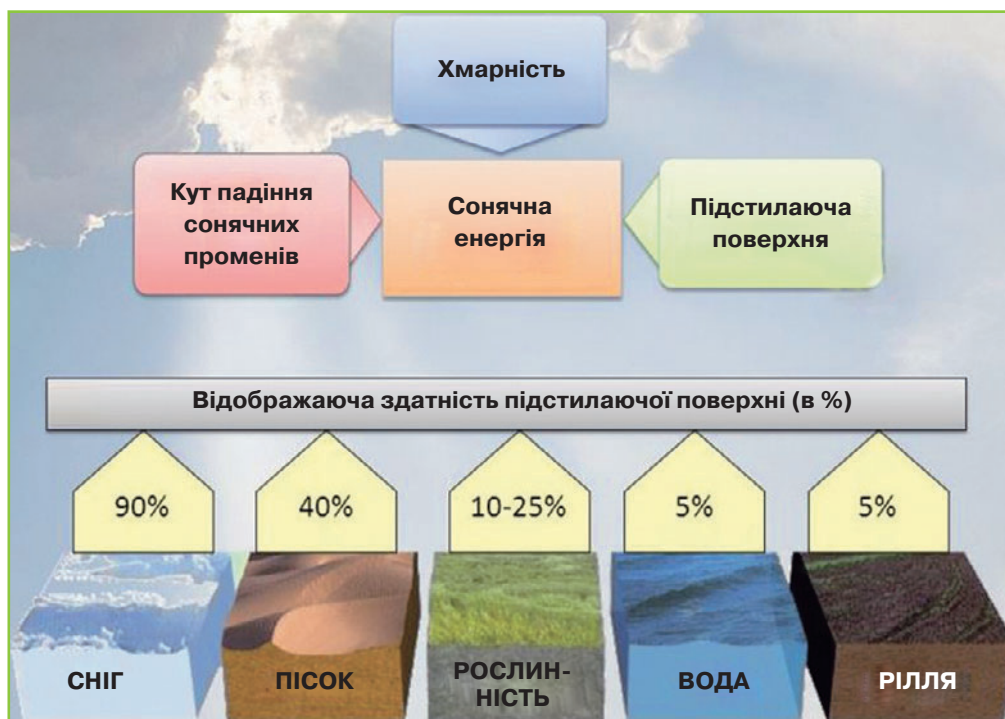 Хмарність
Кут падіння
сонячних
променів
Сонячна
енергія
Підстилаюча
поверхня
Відображаюча здатність підстилаючої поверхні (в %)
90%
40%
10-25%
5%
5%
СНІГ
ПІСОК
РОСЛИН-
НІСТЬ
ВОДА
РІЛЛЯ